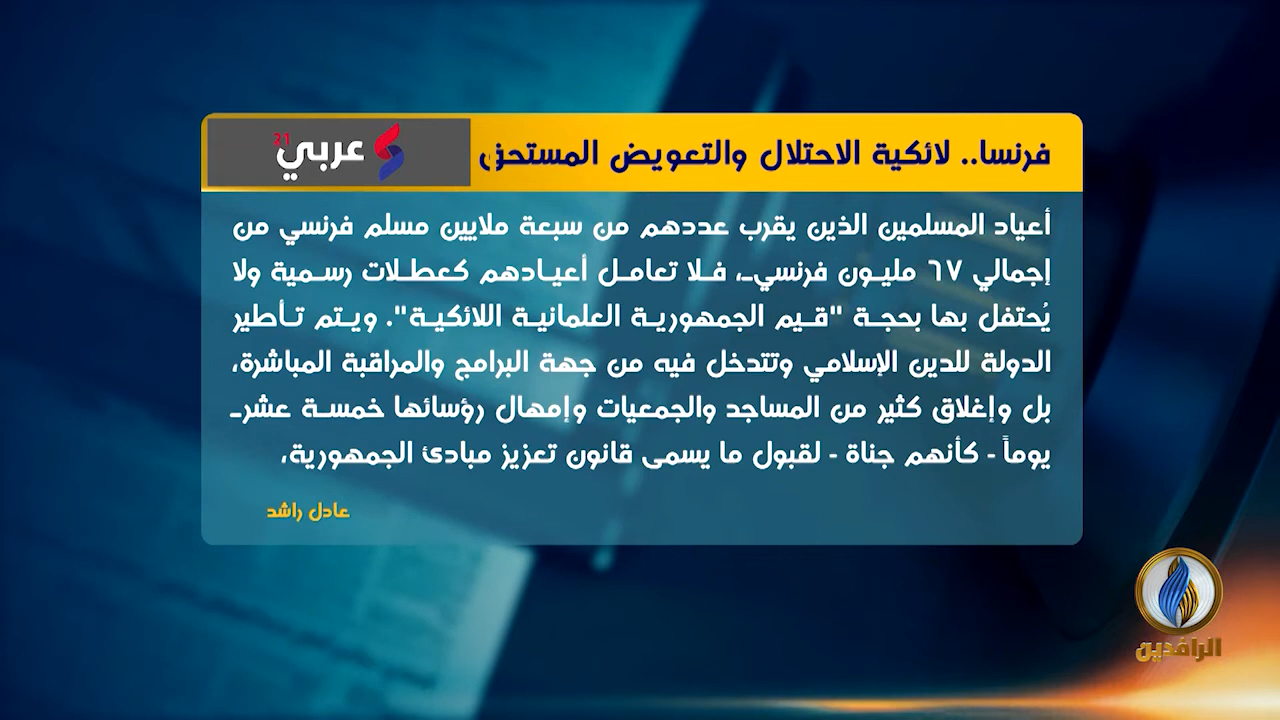 فرنسا.. لائكية الاحتلال والتعويض المستحق
عربي21
أعياد المسلمين الذين يقرب عددهم من سبعة ملايين مسلم فرنسي من
إجمالي ٦٧ مليون فرنسي، فلا تعامل أعيادهم كعطلات رسمية ولا
يُحتفل بها بحجة "قيم الجمهورية العلمانية اللائكية". ويتم تأطير
الدولة للدين الإسلامي وتتدخل فيه من جهة البرامج والمراقبة المباشرة،
بل وإغلاق كثير من المساجد والجمعيات وإمهال رؤسائها خمسة عشر
يوماً - كأنهم جناة - لقبول ما يسمى قانون تعزيز مبادئ الجمهورية،
عادل راشد
الرافدين